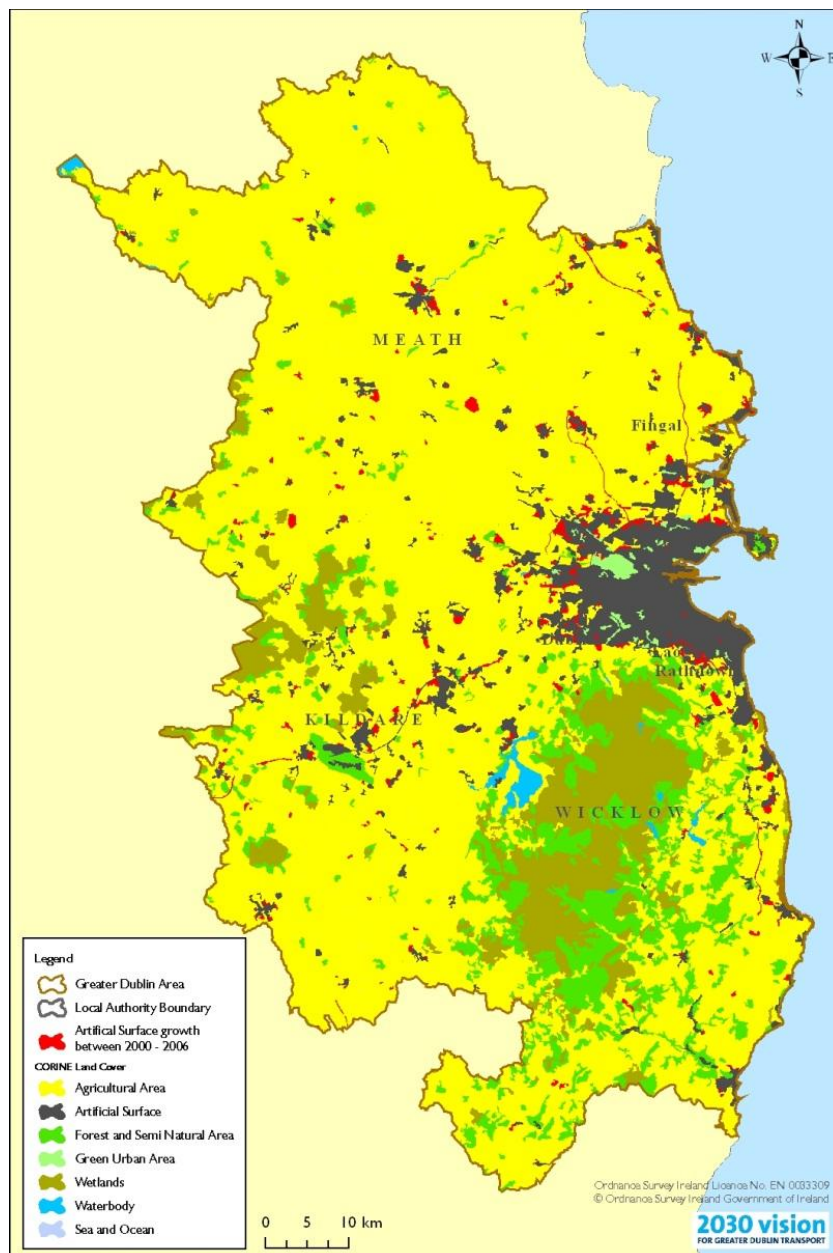 N
W E
S
MEATH
Fingal
Rathdown
KILDARE
WICKLOW
Legend
Greater Dublin Area
Local Authority Boundary
Artifical Surface growth
between 2000 - 2006
CORINE Land Cover
Agricultural Area
Artificial Surface
Forest and Semi Natural Area
Green Urban Area
Wetlands
Waterbody
Sea and Ocean
0 5 10 km
Ordnance Survey Ireland Licence No. EN 0033309
© Ordnance Survey Ireland Government of Ireland
2030 vision
FOR GREATER DUBLIN TRANSPORT